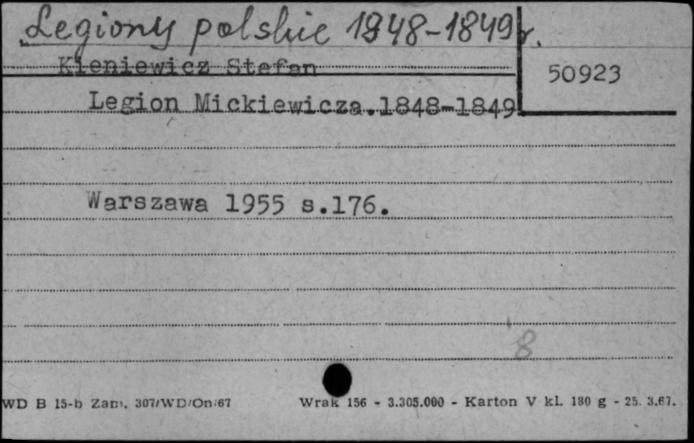 Legiony polskie 1848-1849 r.
Kieniewicz Stefan
50923
Legion Mickiewicza.1848-1849
Warszawa 1955 s.176.
8
WD B 15-b Zam. 307/WD/On/67 Wrak 156 - 3.305.000 - Karton V kl. 180 g - 25. 3.67.